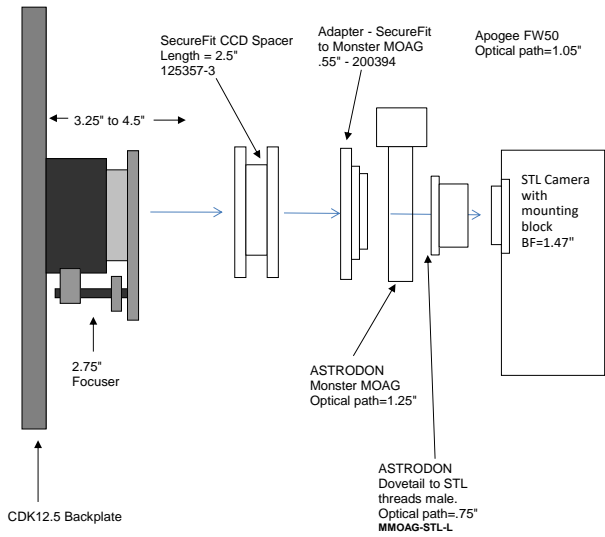 SecureFit CCD Spacer
Length = 2.5"
125357-3
Adapter - SecureFit
to Monster MOAG
.55" - 200394
Apogee FW50
Optical path=1.05"
3.25" to 4.5"
STL Camera
with
mounting
block
BF=1.47"
2.75"
Focuser
ASTRODON
Monster MOAG
Optical path=1.25"
ASTRODON
Dovetail to STL
threads male.
Optical path=.75"
MMOAG-STL-L
CDK12.5 Backplate